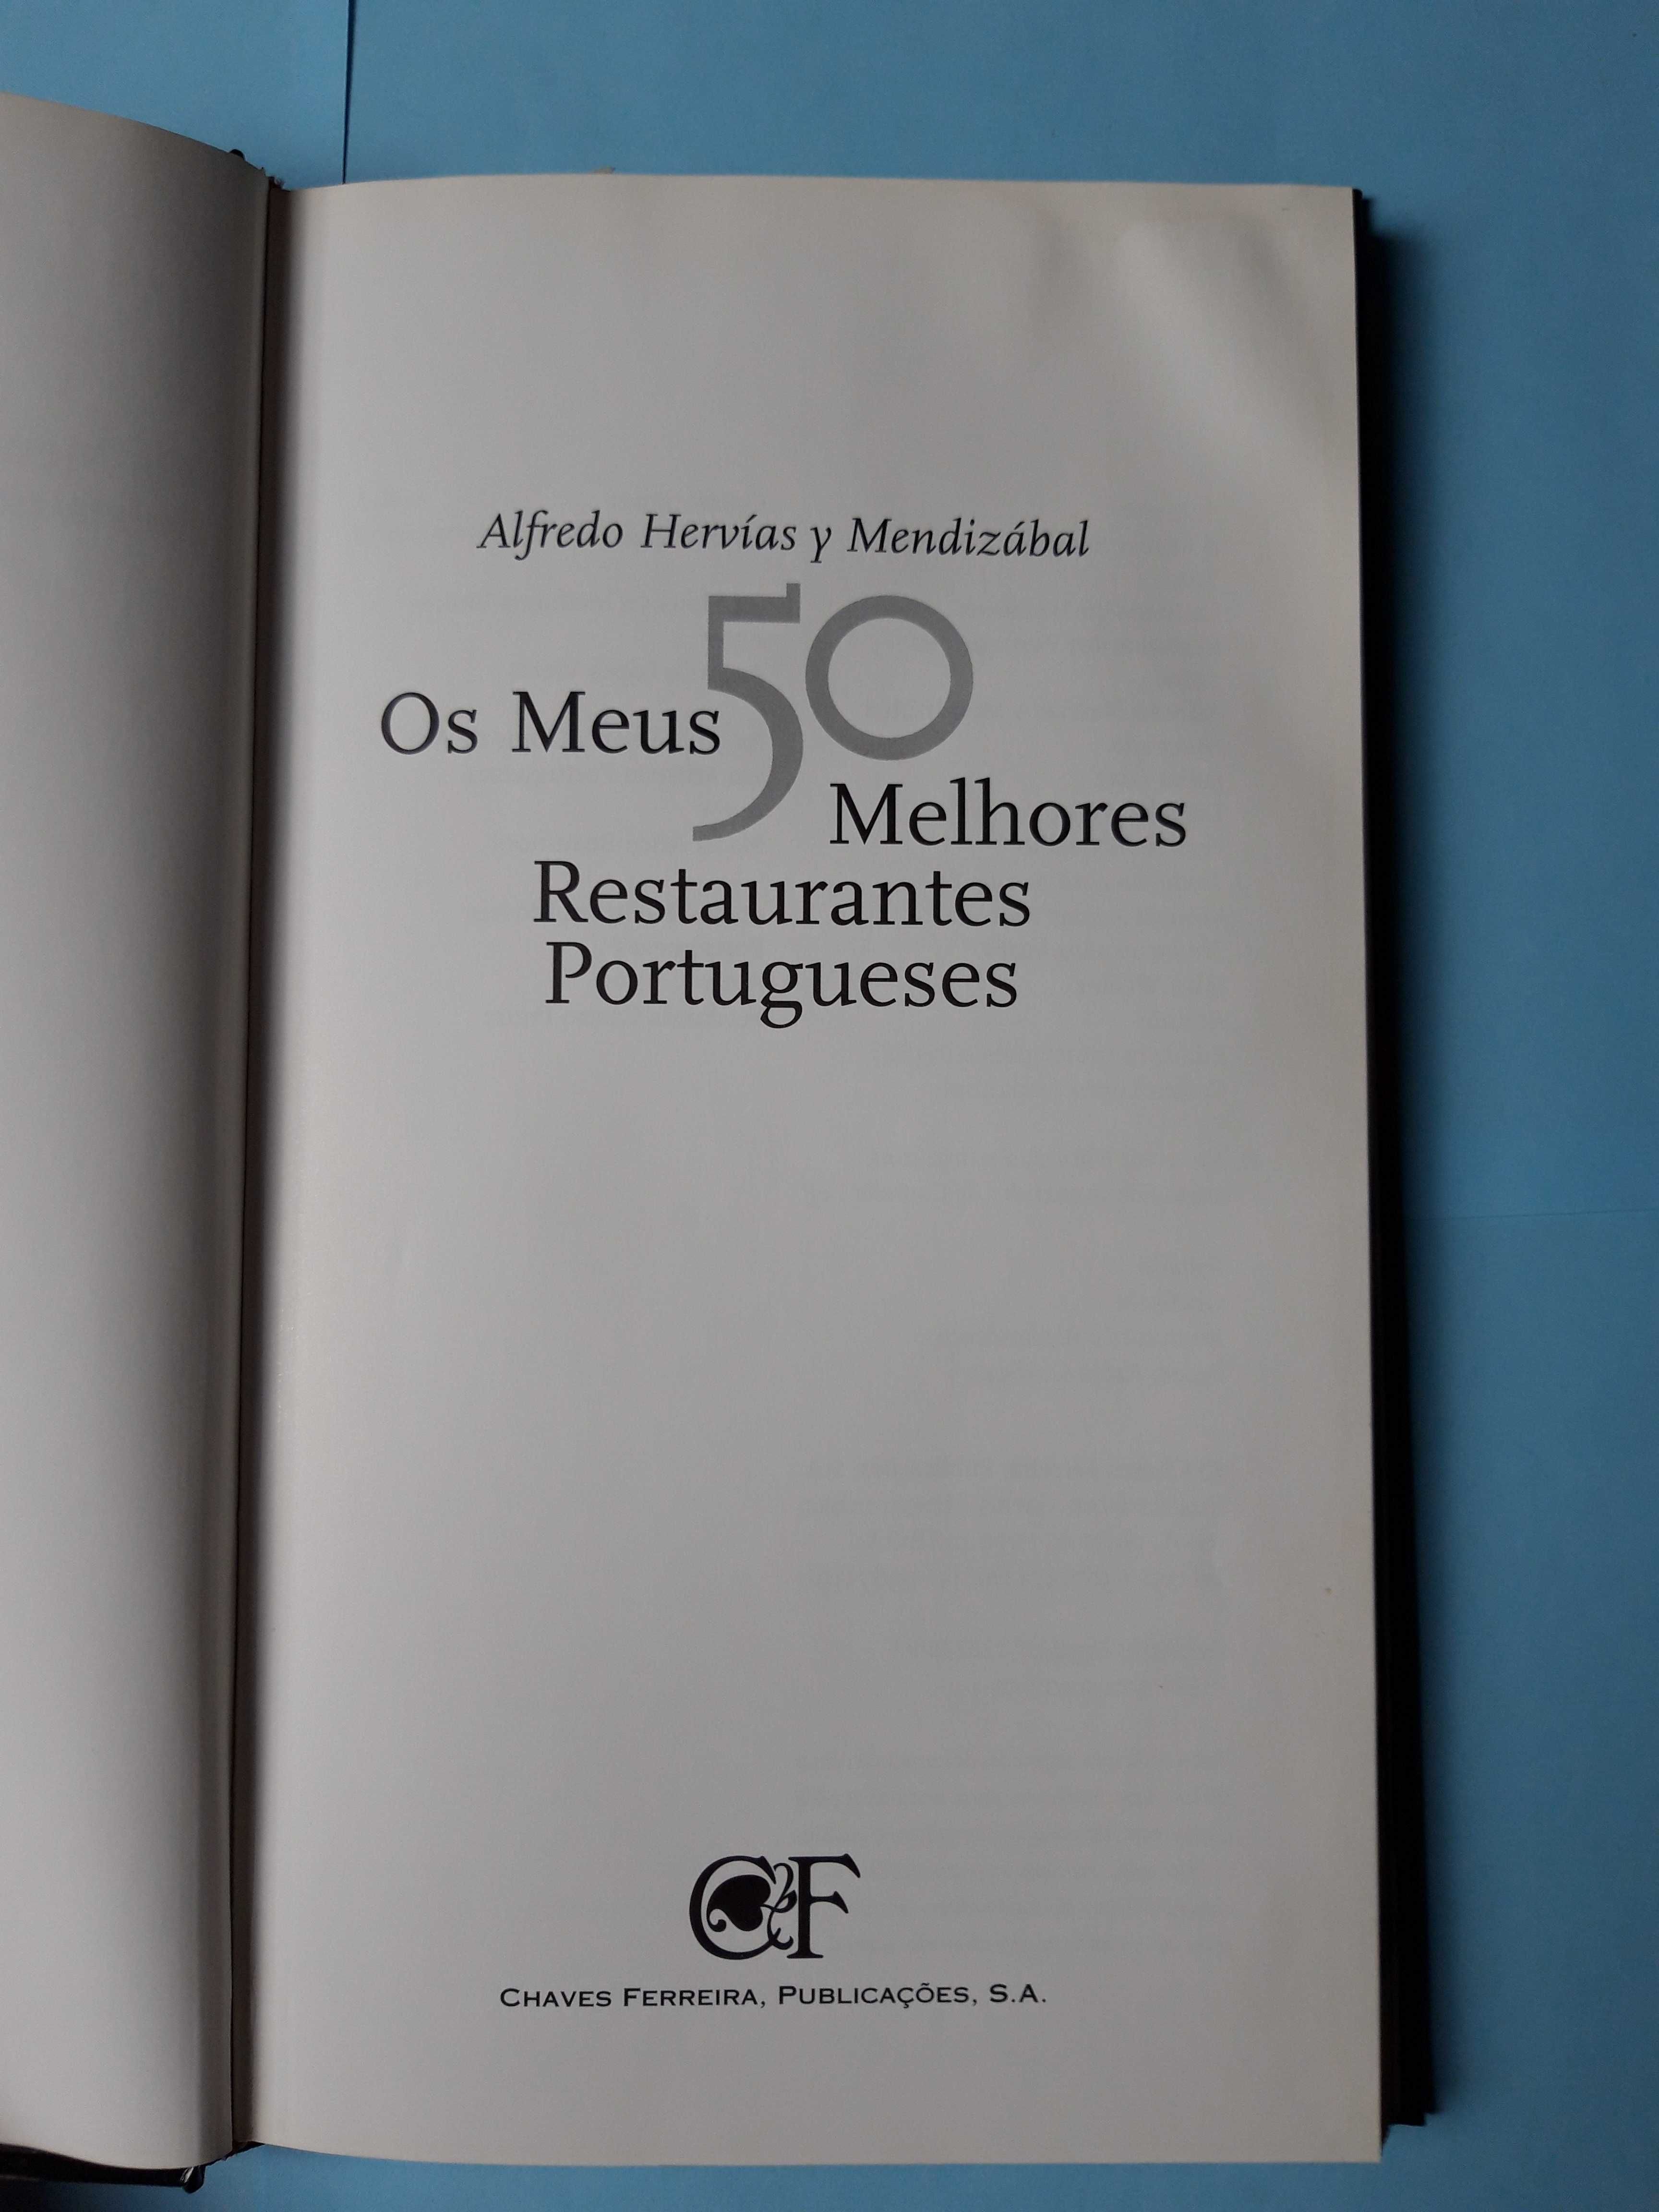 Alfredo Hervías y Mendizábal
Os Meus 50
Melhores
Restaurantes
Portugueses
C&F
Chaves Ferreira, Publicações, S.A.